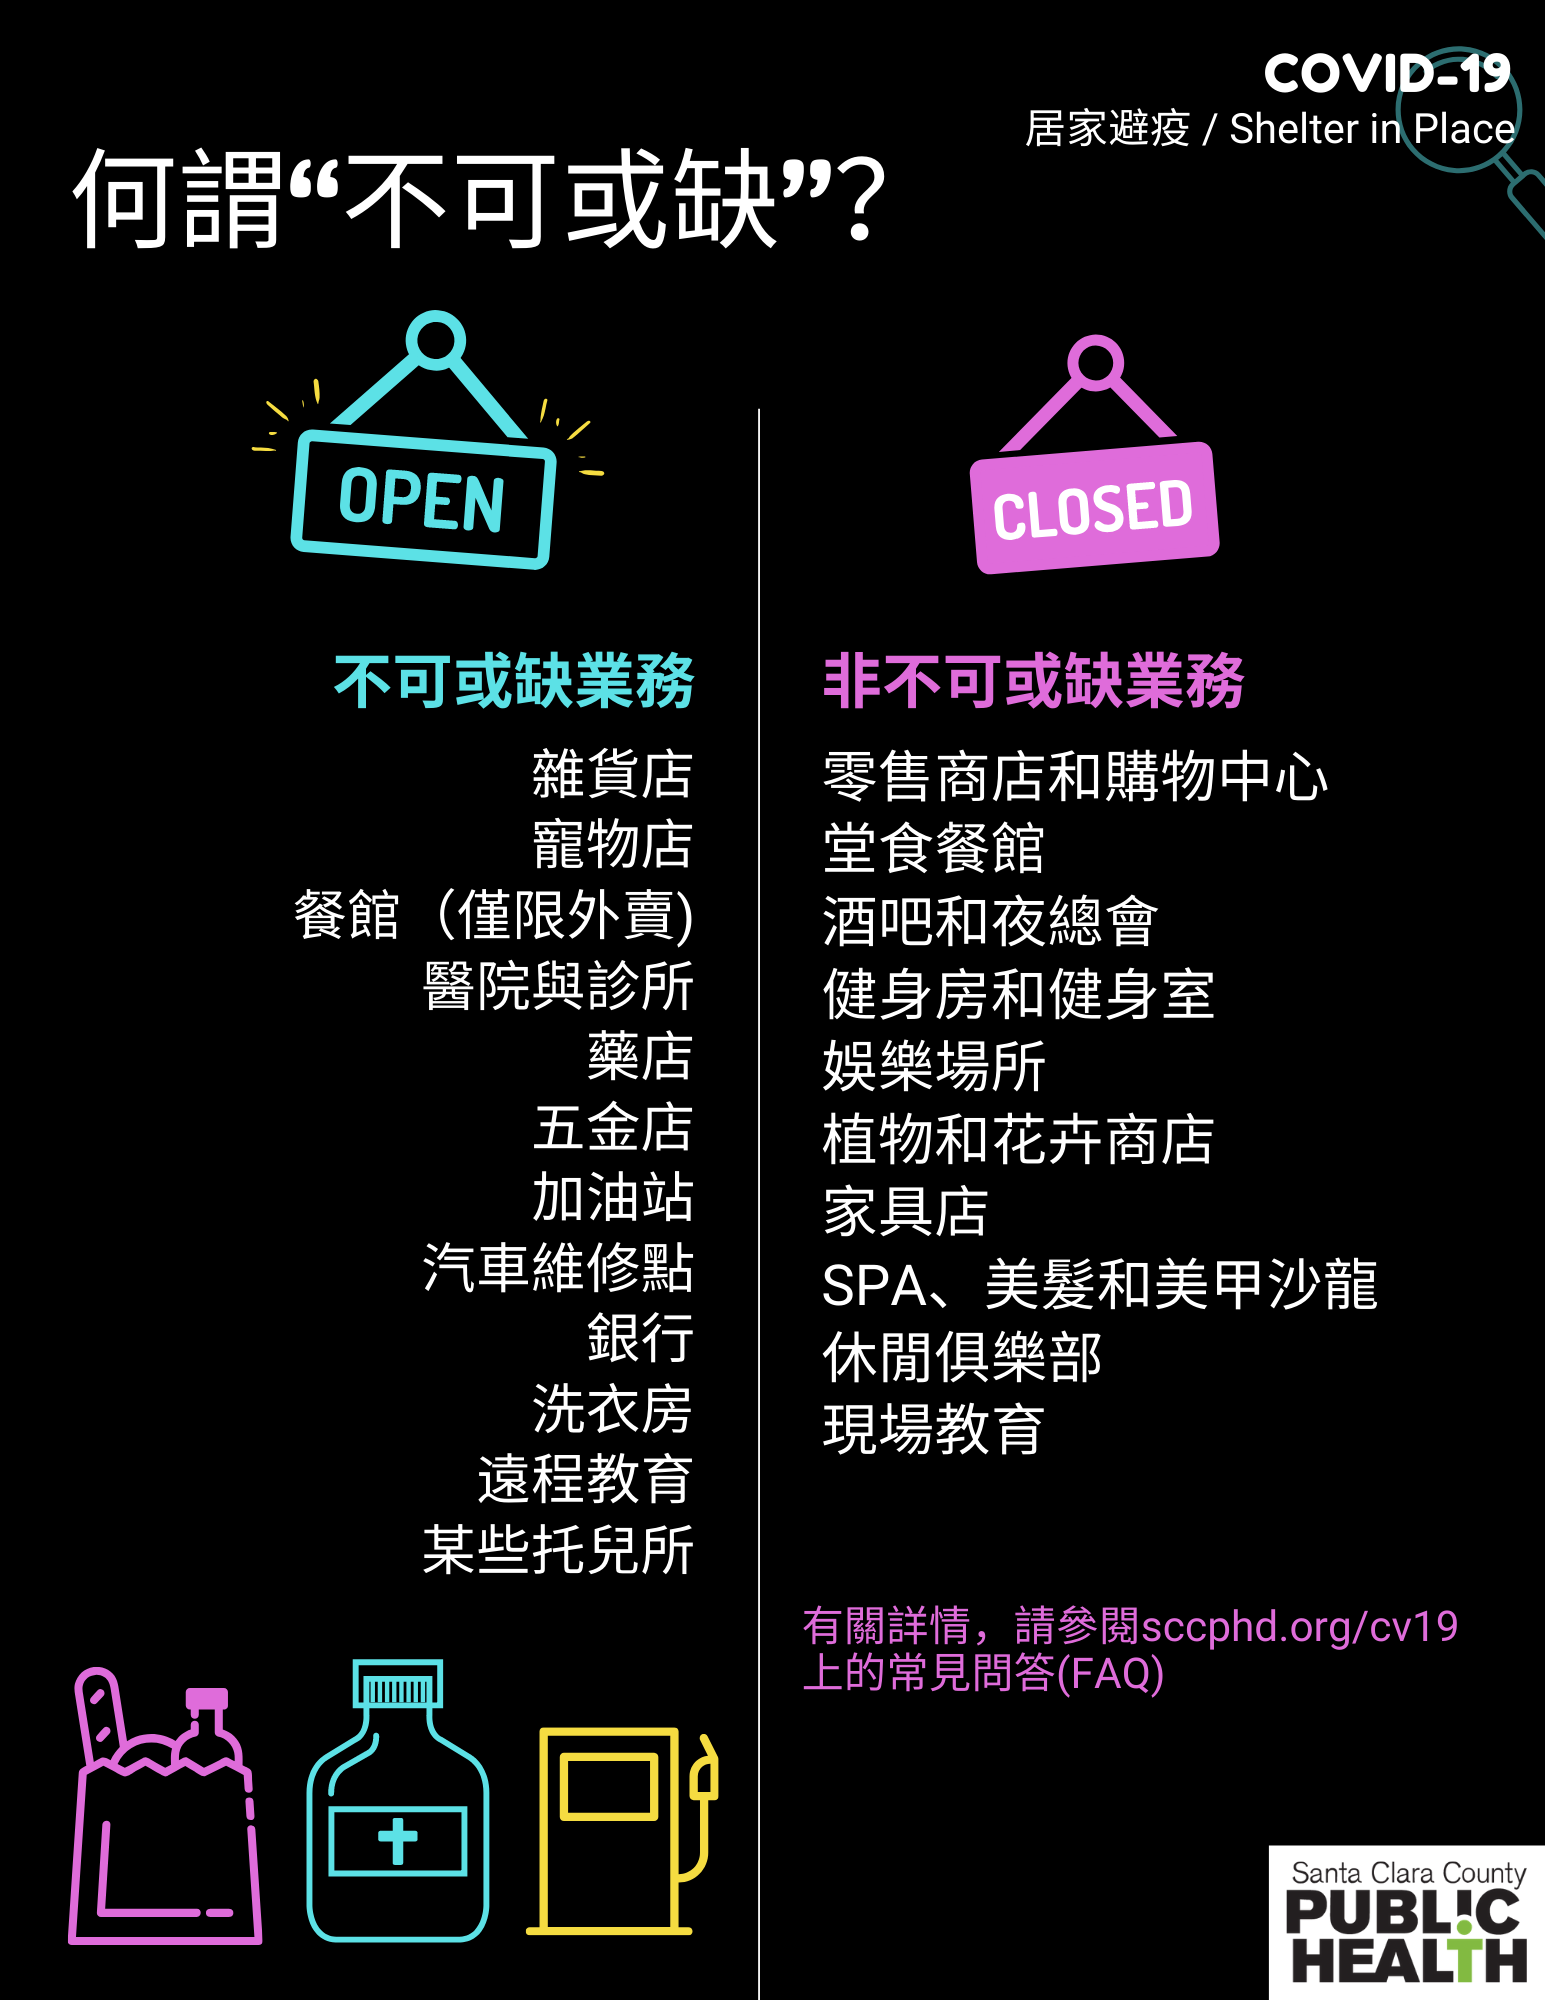 COVID-19
居家避疫 / Shelter in Place
何謂“不可或缺”?
OPEN
不可或缺業務
雜貨店
寵物店
餐館（僅限外賣)
醫院與診所
藥店
五金店
加油站
汽車維修點
銀行
洗衣房
遠程教育
某些托兒所
CLOSED
非不可或缺業務
零售商店和購物中心
堂食餐館
酒吧和夜總會
健身房和健身室
娛樂場所
植物和花卉商店
家具店
SPA、美髮和美甲沙龍
休閒俱樂部
現場教育
有關詳情，請參閱sccphd.org/cv19
上的常見問答(FAQ)
Santa Clara County
PUBLIC
HEALTH